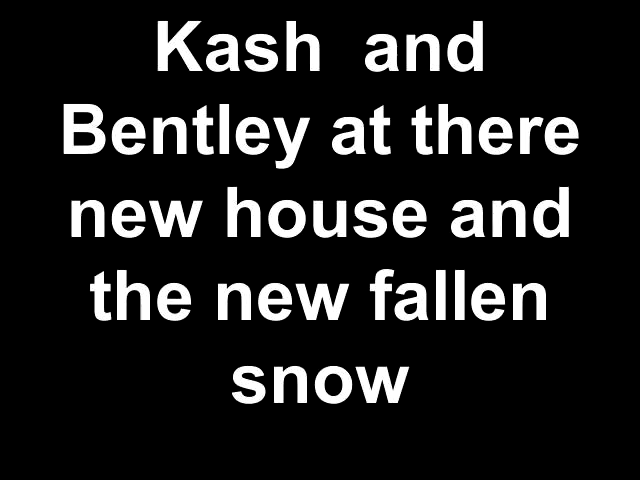 Kash  and
Bentley at there
new house and
the new fallen
snow